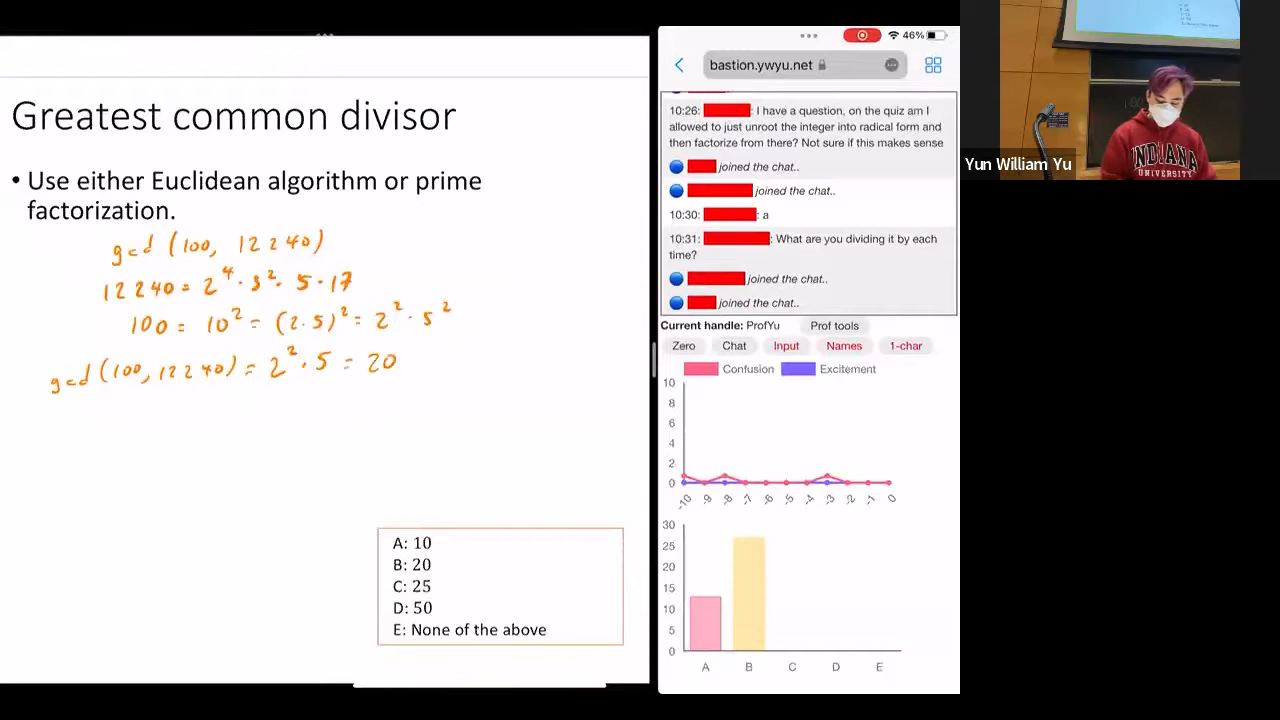 Greatest common divisor
• Use either Euclidean algorithm or prime
factorization.
gcd (100, 12240)
12240 = 2⁴ · 3² · 5 · 17
100 = 10² = (2·5)² = 2² · 5²
gcd (100, 12240) = 2² · 5 = 20
A: 10
B: 20
C: 25
D: 50
E: None of the above
46%
bastion.ywyu.net
10:26: : I have a question, on the quiz am I
allowed to just unroot the integer into radical form and
then factorize from there? Not sure if this makes sense
joined the chat..
joined the chat..
10:30: : a
10:31: : What are you dividing it by each
time?
joined the chat..
joined the chat..
Current handle: ProfYu Prof tools
Zero Chat Input Names 1-char
Confusion Excitement
10
8
6
4
2
0
-10 -9 -8 -7 -6 -5 -4 -3 -2 -1 0
30
25
20
15
10
5
0
A B C D E
Yun William Yu
INDIANA
UNIVERSITY